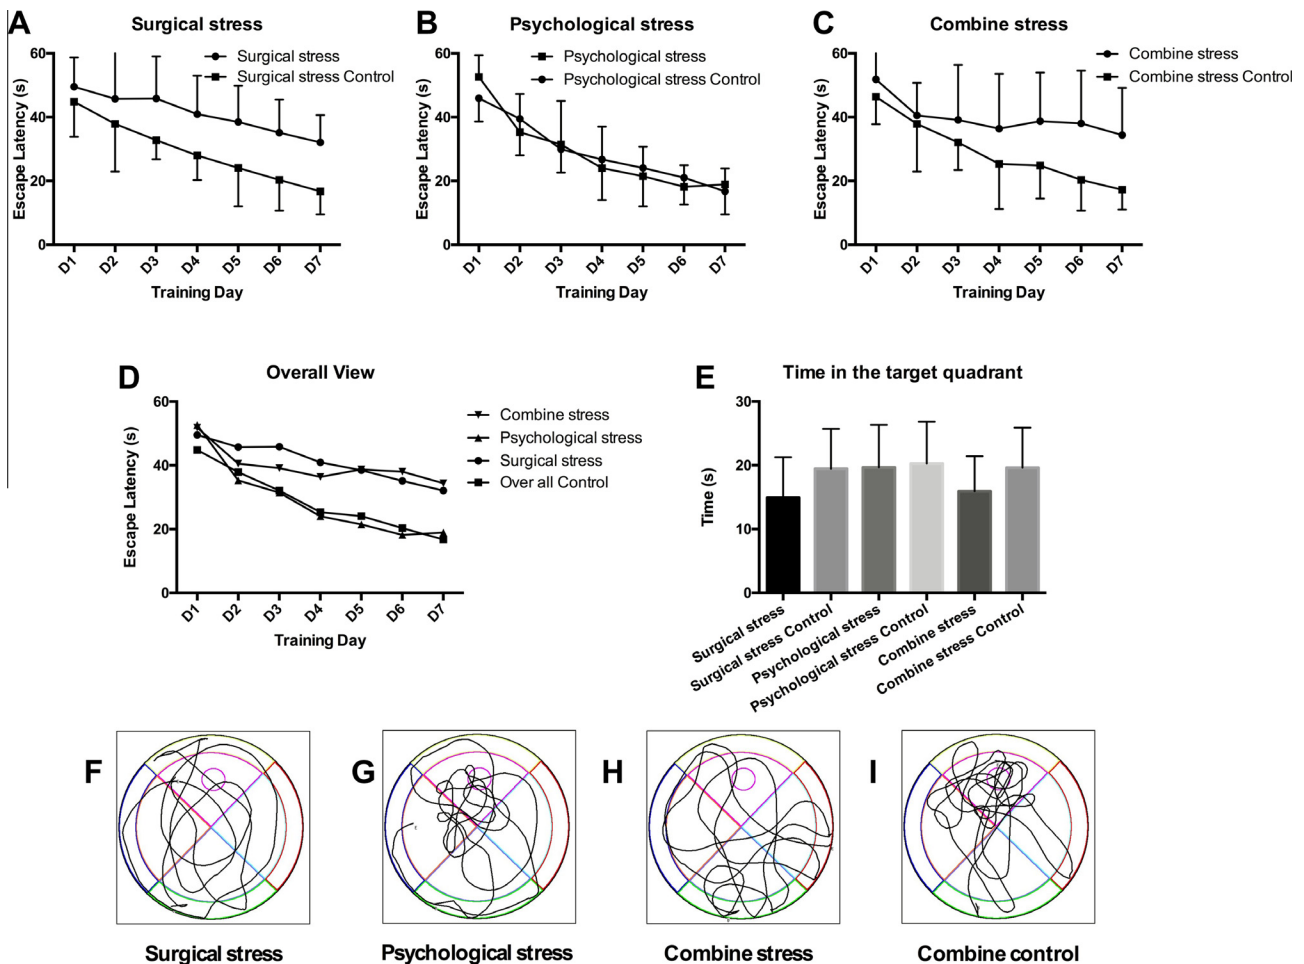 A
Surgical stress
Surgical stress
Surgical stress Control
Escape Latency (s)
60
40
20
0
D1 D2 D3 D4 D5 D6 D7
Training Day
B
Psychological stress
Psychological stress
Psychological stress Control
Escape Latency (s)
60
40
20
0
D1 D2 D3 D4 D5 D6 D7
Training Day
C
Combine stress
Combine stress
Combine stress Control
Escape Latency (s)
60
40
20
0
D1 D2 D3 D4 D5 D6 D7
Training Day
D
Overall View
Combine stress
Psychological stress
Surgical stress
Over all Control
Escape Latency (s)
60
40
20
0
D1 D2 D3 D4 D5 D6 D7
Training Day
E
Time in the target quadrant
Time (s)
30
20
10
0
Surgical stress
Surgical stress Control
Psychological stress
Psychological stress Control
Combine stress
Combine stress Control
F
Surgical stress
G
Psychological stress
H
Combine stress
I
Combine control